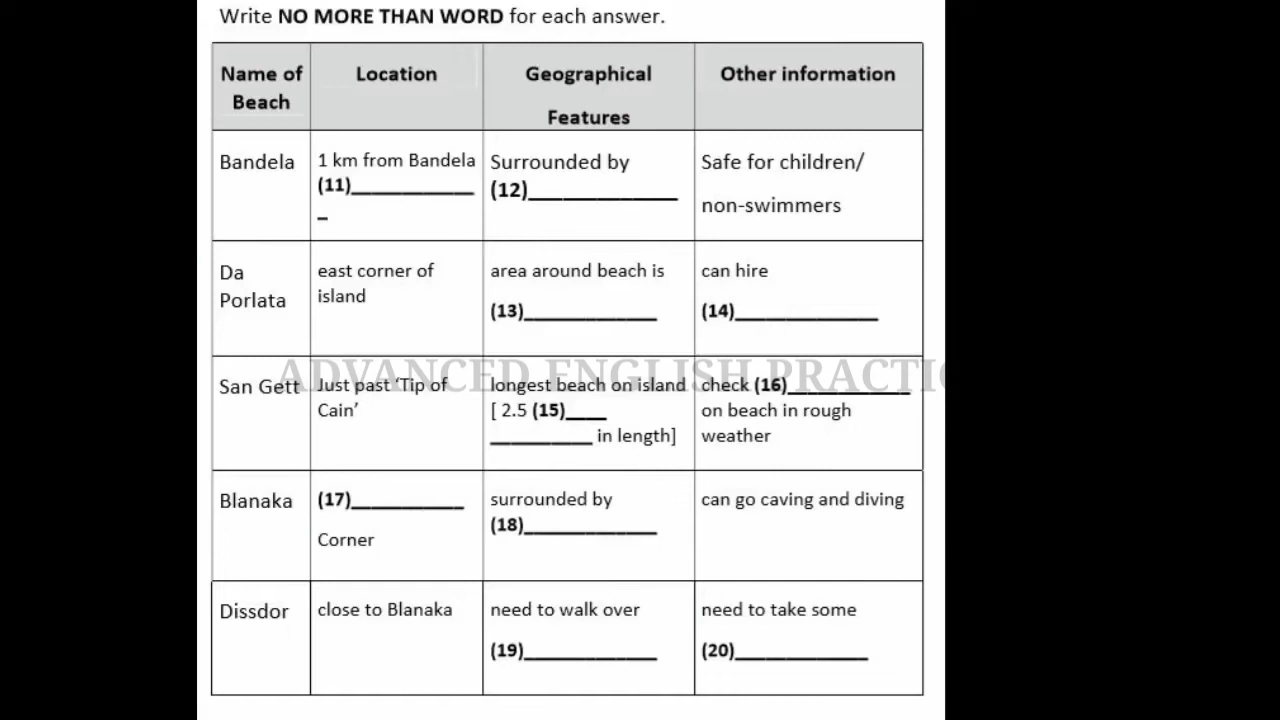 Write NO MORE THAN WORD for each answer.
Name of
Beach
Location
Geographical
Features
Other information
Bandela
1 km from Bandela
(11)_____________
_
Surrounded by
(12)_______________
Safe for children/
non-swimmers
Da
Porlata
east corner of
island
area around beach is
(13)_____________
can hire
(14)______________
San Gett
Just past ‘Tip of
Cain’
longest beach on island
[ 2.5 (15)____
__________ in length]
check (16)____________
on beach in rough
weather
ADVANCED ENGLISH PRACTIC
Blanaka
(17)___________
Corner
surrounded by
(18)_____________
can go caving and diving
Dissdor
close to Blanaka
need to walk over
(19)_____________
need to take some
(20)_____________